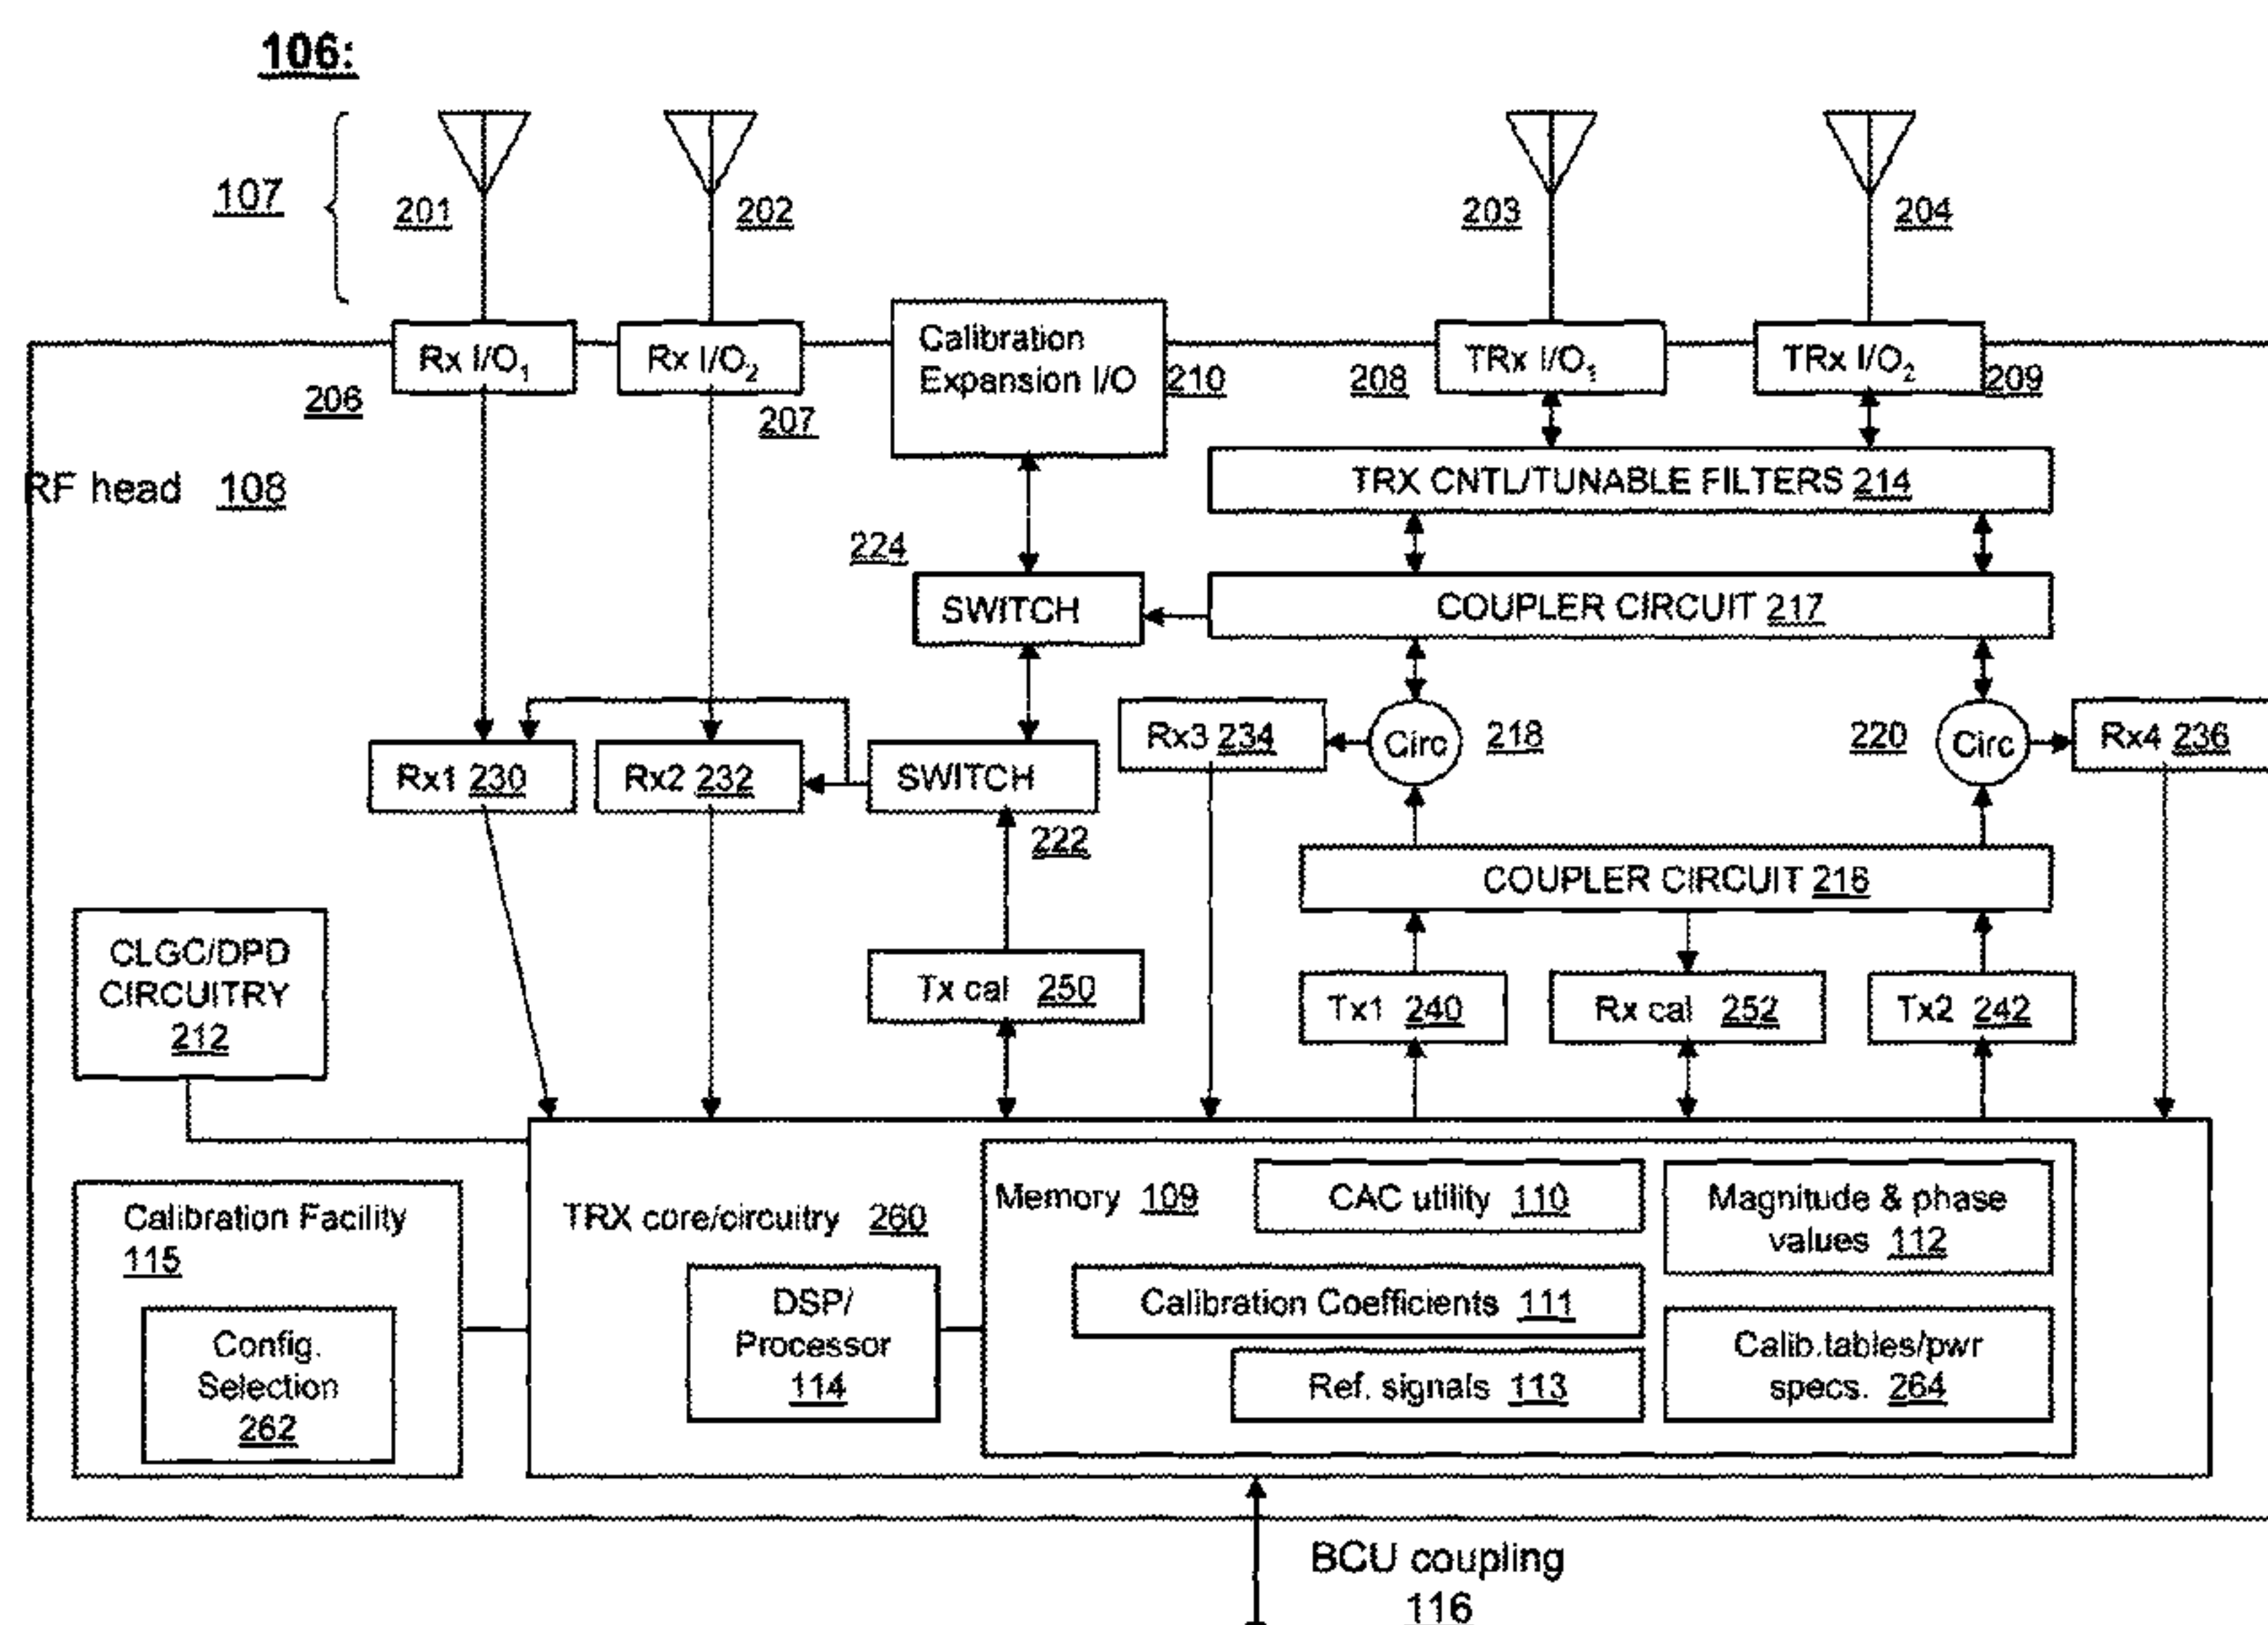 106:
107
201
202
203
204
Rx I/O1
Rx I/O2
Calibration
Expansion I/O
210
TRx I/O1
TRx I/O2
206
207
208
209
RF head 108
TRX CNTL/TUNABLE FILTERS 214
224
SWITCH
COUPLER CIRCUIT 217
Rx1 230
Rx2 232
SWITCH
222
Rx3 234
Circ
218
220
Circ
Rx4 236
COUPLER CIRCUIT 216
CLGC/DPD
CIRCUITRY
212
Tx cal 250
Tx1 240
Rx cal 252
Tx2 242
Calibration Facility
115
Config.
Selection
262
TRX core/circuitry 260
DSP/
Processor
114
Memory 109
CAC utility 110
Magnitude & phase
values 112
Calibration Coefficients 111
Ref. signals 113
Calib.tables/pwr
specs. 264
BCU coupling
116